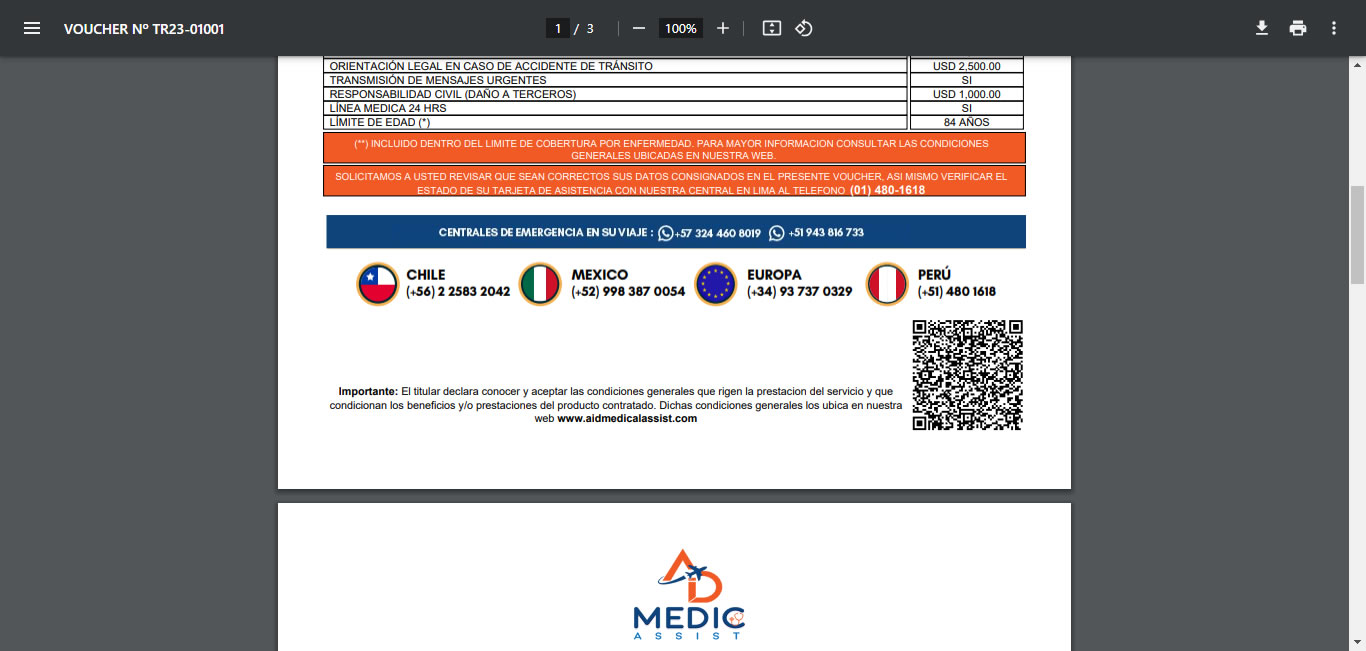 VOUCHER Nº TR23-01001
1 / 3
100%
ORIENTACIÓN LEGAL EN CASO DE ACCIDENTE DE TRÁNSITO USD 2,500.00
TRANSMISIÓN DE MENSAJES URGENTES SI
RESPONSABILIDAD CIVIL (DAÑO A TERCEROS) USD 1,000.00
LÍNEA MEDICA 24 HRS SI
LÍMITE DE EDAD (*) 84 AÑOS
(**) INCLUIDO DENTRO DEL LIMITE DE COBERTURA POR ENFERMEDAD. PARA MAYOR INFORMACION CONSULTAR LAS CONDICIONES
GENERALES UBICADAS EN NUESTRA WEB.
SOLICITAMOS A USTED REVISAR QUE SEAN CORRECTOS SUS DATOS CONSIGNADOS EN EL PRESENTE VOUCHER, ASI MISMO VERIFICAR EL
ESTADO DE SU TARJETA DE ASISTENCIA CON NUESTRA CENTRAL EN LIMA AL TELEFONO (01) 480-1618
CENTRALES DE EMERGENCIA EN SU VIAJE : +57 324 460 8019 +51 943 816 733
CHILE
(+56) 2 2583 2042
MEXICO
(+52) 998 387 0054
EUROPA
(+34) 93 737 0329
PERÚ
(+51) 480 1618
Importante: El titular declara conocer y aceptar las condiciones generales que rigen la prestacion del servicio y que
condicionan los beneficios y/o prestaciones del producto contratado. Dichas condiciones generales los ubica en nuestra
web www.aidmedicalassist.com
AD
MEDIC
ASSIST